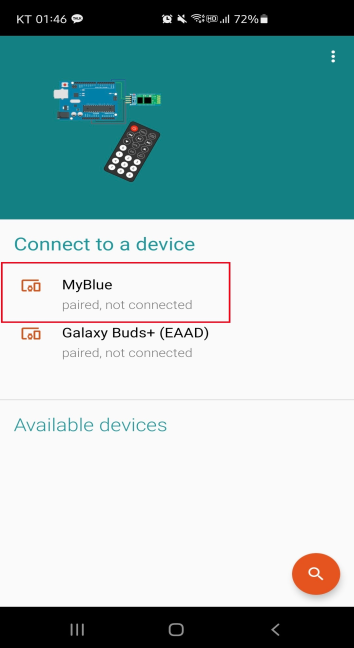 KT 01:46
HD 72%
Connect to a device
MyBlue
paired, not connected
Galaxy Buds+ (EAAD)
paired, not connected
Available devices